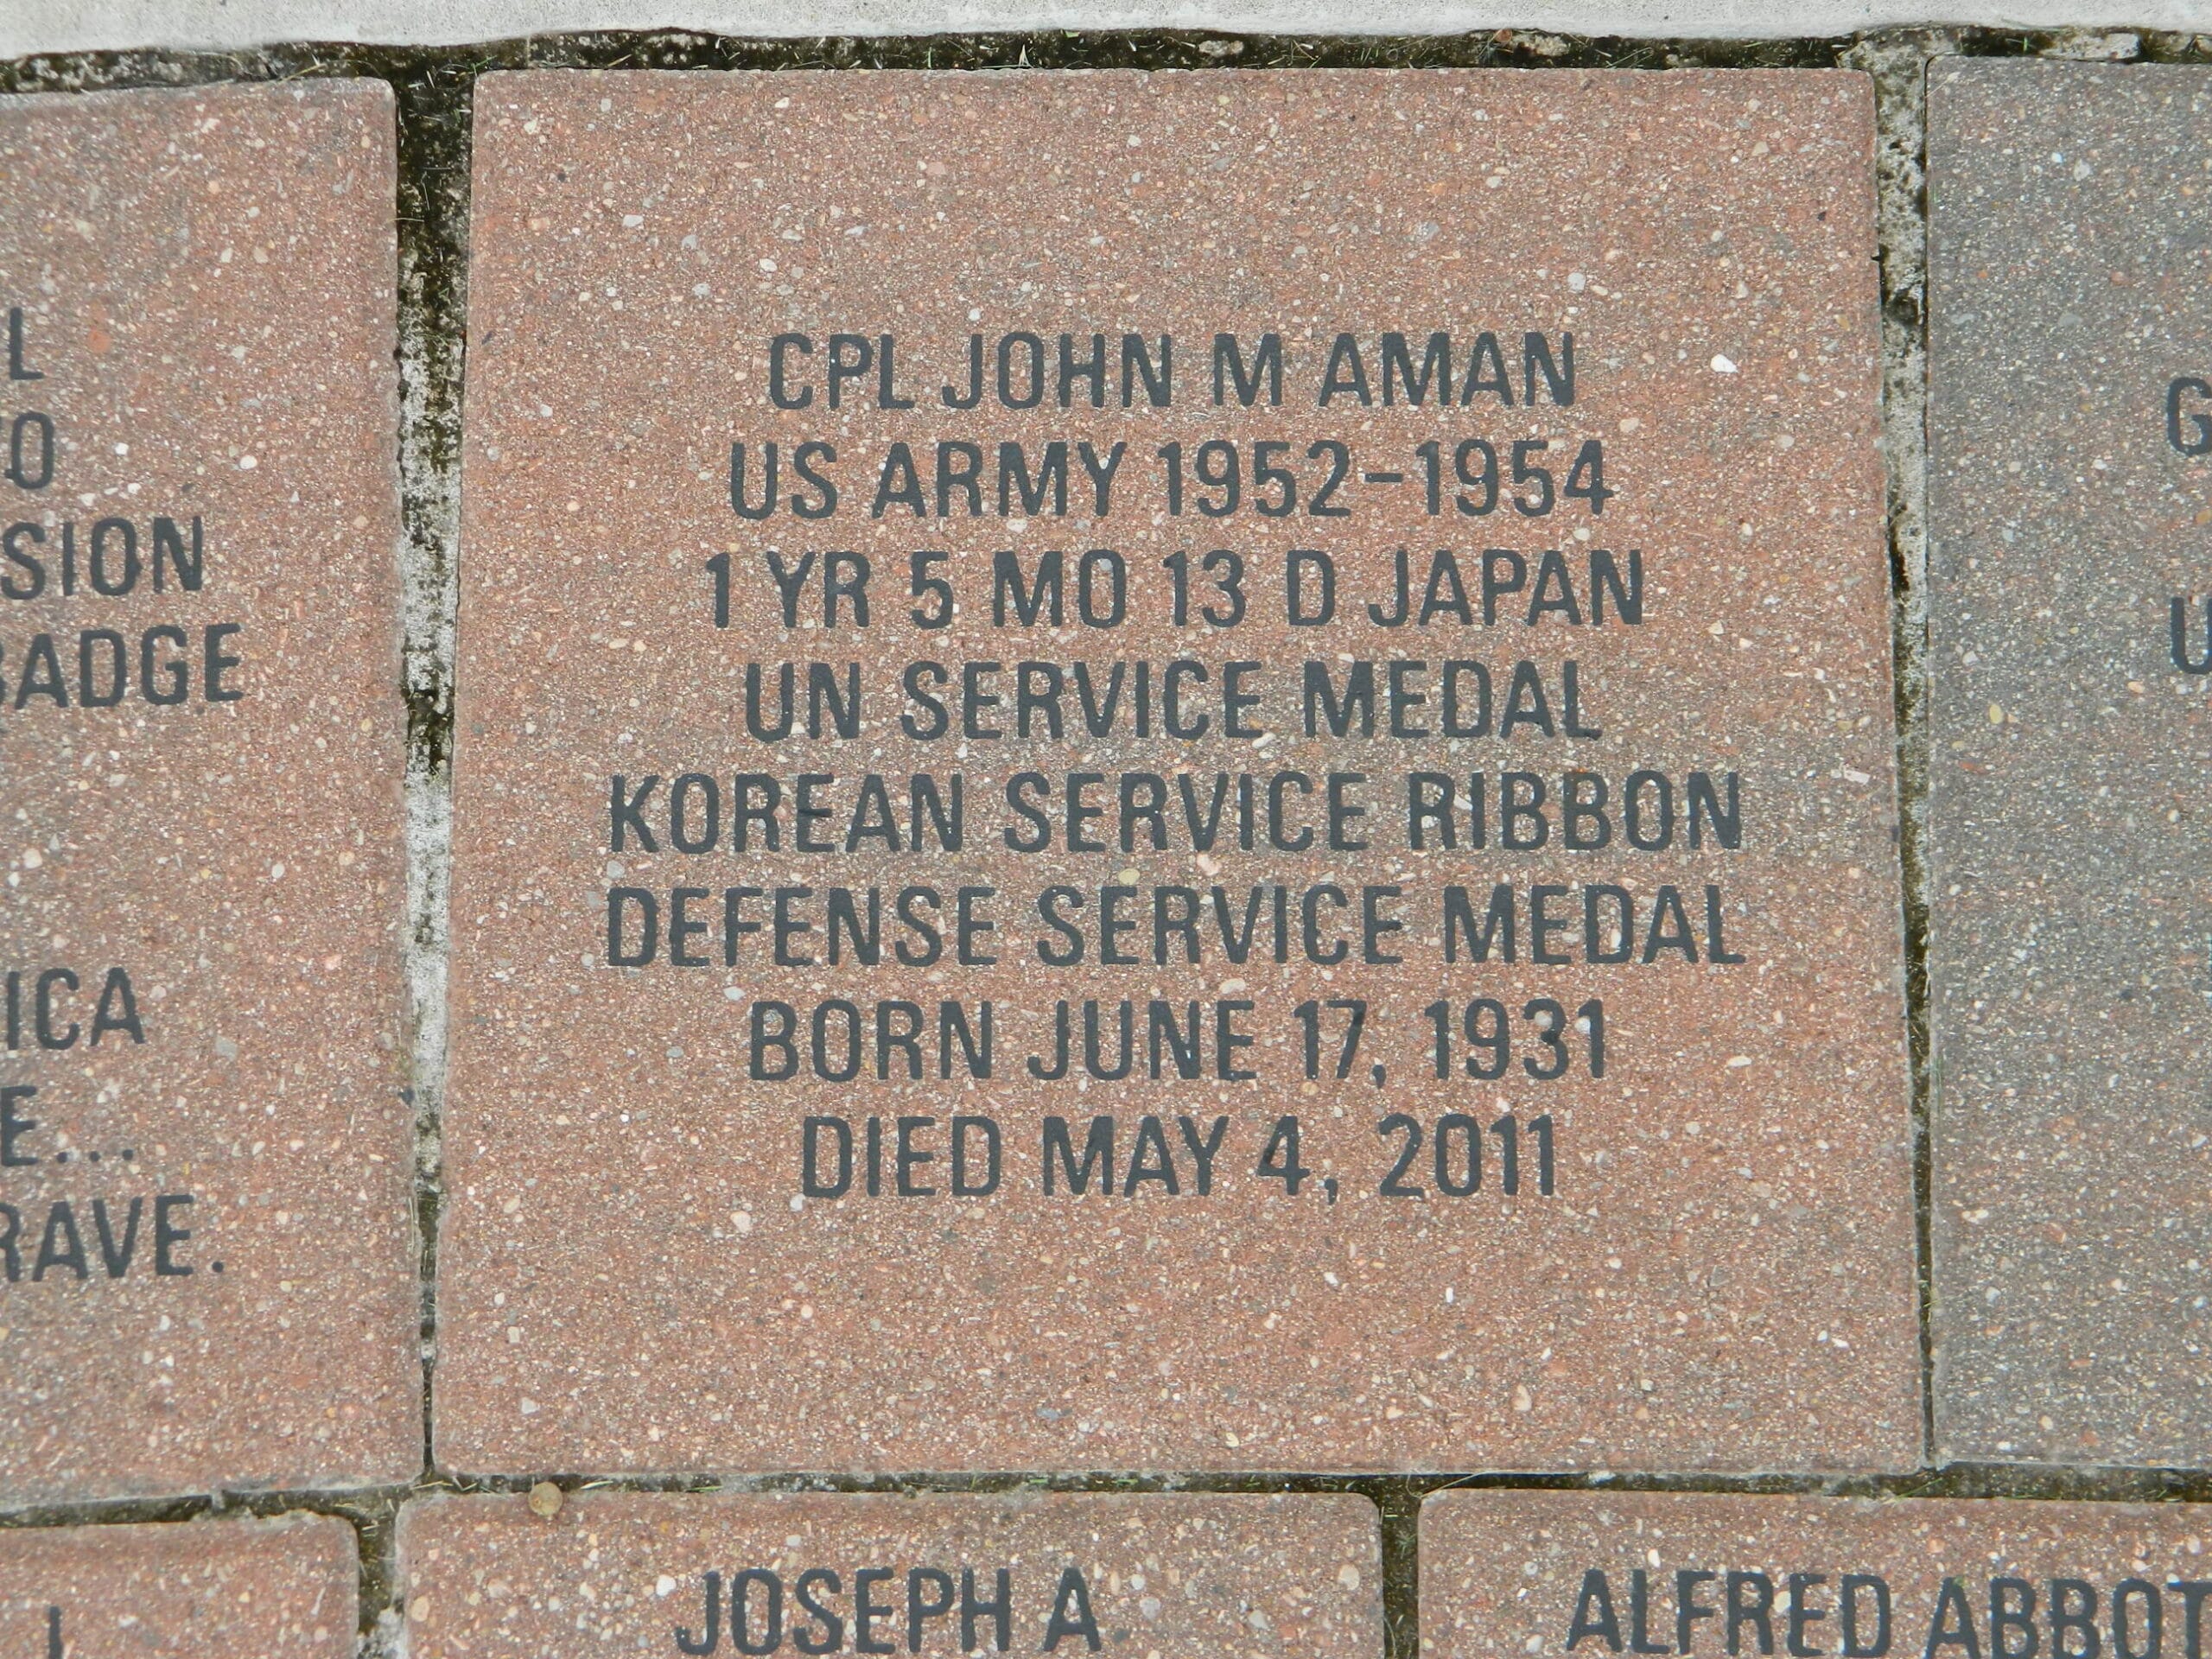 CPL JOHN M AMAN
US ARMY 1952-1954
1 YR 5 MO 13 D JAPAN
UN SERVICE MEDAL
KOREAN SERVICE RIBBON
DEFENSE SERVICE MEDAL
BORN JUNE 17, 1931
DIED MAY 4, 2011
JOSEPH A
ALFRED